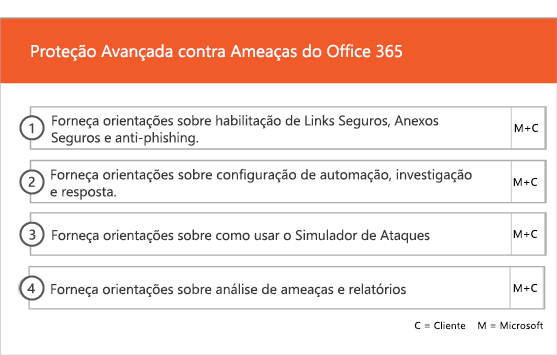 Proteção Avançada contra Ameaças do Office 365
1 Forneça orientações sobre habilitação de Links Seguros, Anexos
Seguros e anti-phishing. M+C
2 Forneça orientações sobre configuração de automação, investigação
e resposta. M+C
3 Forneça orientações sobre como usar o Simulador de Ataques M+C
4 Forneça orientações sobre análise de ameaças e relatórios M+C
C = Cliente M = Microsoft